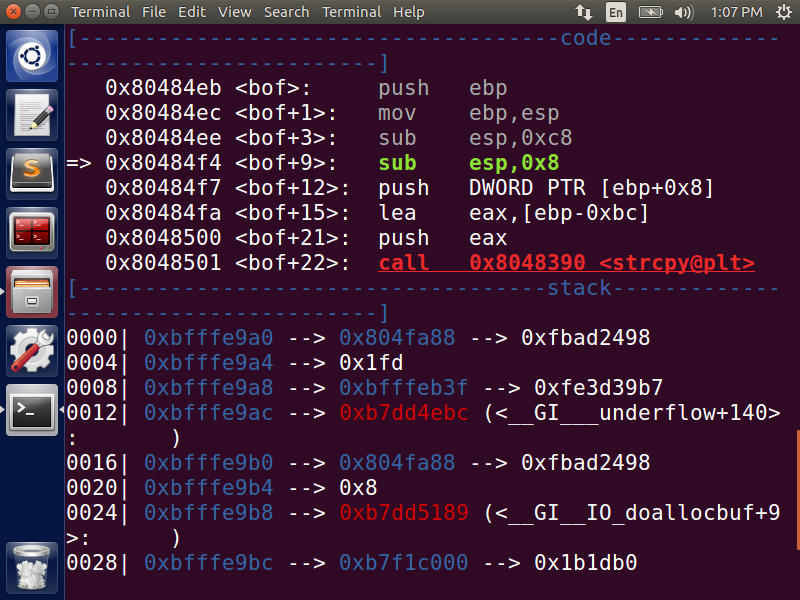 Terminal File Edit View Search Terminal Help En 1:07 PM
[-------------------------------------code-------------
------------------------]
0x80484eb <bof>: push ebp
0x80484ec <bof+1>: mov ebp,esp
0x80484ee <bof+3>: sub esp,0xc8
=> 0x80484f4 <bof+9>: sub esp,0x8
0x80484f7 <bof+12>: push DWORD PTR [ebp+0x8]
0x80484fa <bof+15>: lea eax,[ebp-0xbc]
0x8048500 <bof+21>: push eax
0x8048501 <bof+22>: call 0x8048390 <strcpy@plt>
[------------------------------------stack-------------
------------------------]
0000| 0xbfffe9a0 --> 0x804fa88 --> 0xfbad2498
0004| 0xbfffe9a4 --> 0x1fd
0008| 0xbfffe9a8 --> 0xbfffeb3f --> 0xfe3d39b7
0012| 0xbfffe9ac --> 0xb7dd4ebc (<__GI___underflow+140>
: )
0016| 0xbfffe9b0 --> 0x804fa88 --> 0xfbad2498
0020| 0xbfffe9b4 --> 0x8
0024| 0xbfffe9b8 --> 0xb7dd5189 (<__GI__IO_doallocbuf+9
>: )
0028| 0xbfffe9bc --> 0xb7f1c000 --> 0x1b1db0